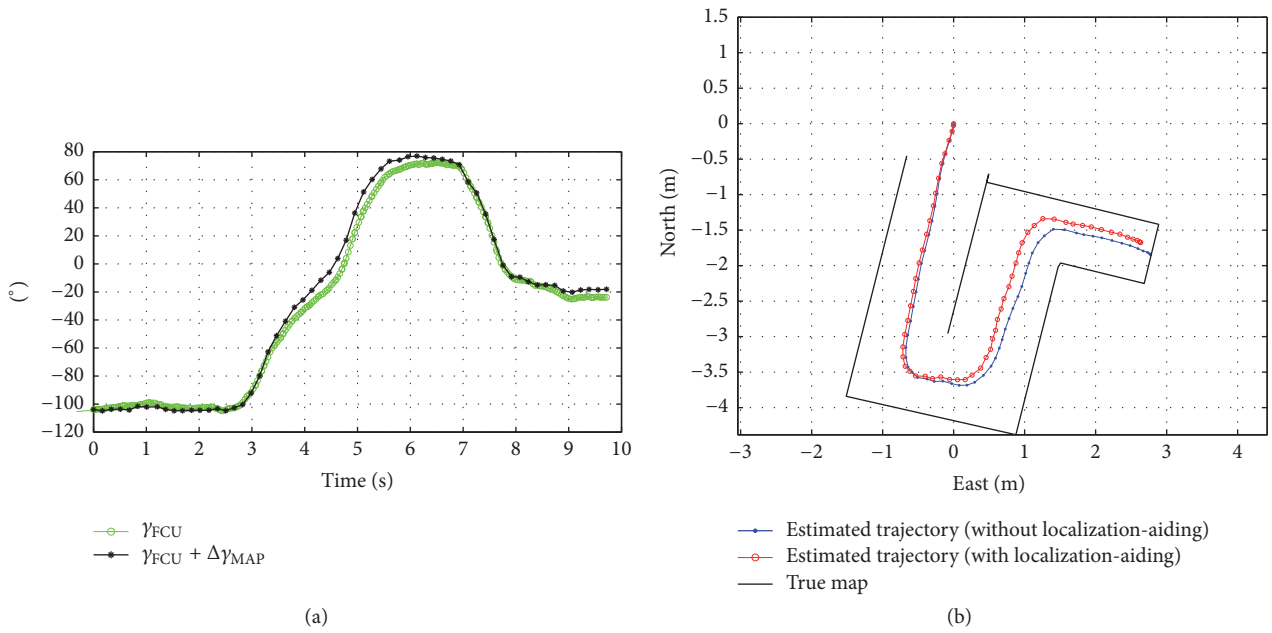 80
60
40
20
0
−20
−40
−60
−80
−100
−120
(°)
0 1 2 3 4 5 6 7 8 9 10
Time (s)
γFCU
γFCU + ΔγMAP
(a)
1.5
1
0.5
0
−0.5
−1
−1.5
−2
−2.5
−3
−3.5
−4
North (m)
−3 −2 −1 0 1 2 3 4
East (m)
Estimated trajectory (without localization-aiding)
Estimated trajectory (with localization-aiding)
True map
(b)